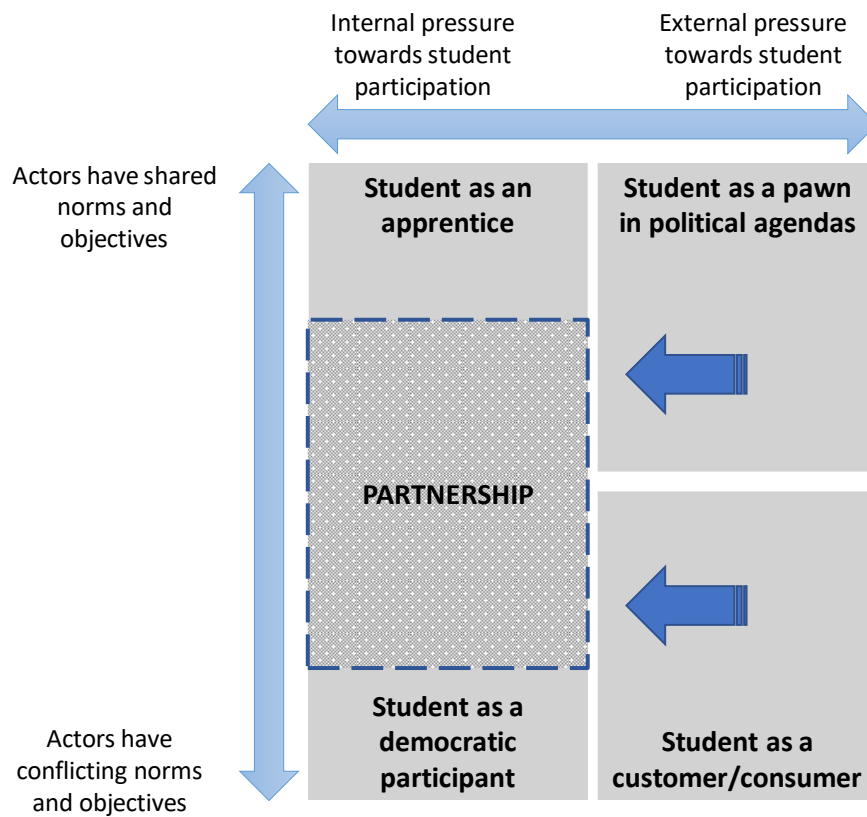 Internal pressure
towards student
participation
External pressure
towards student
participation
Actors have shared
norms and
objectives
Student as an
apprentice
Student as a pawn
in political agendas
PARTNERSHIP
Student as a
democratic
participant
Student as a
customer/consumer
Actors have
conflicting norms
and objectives